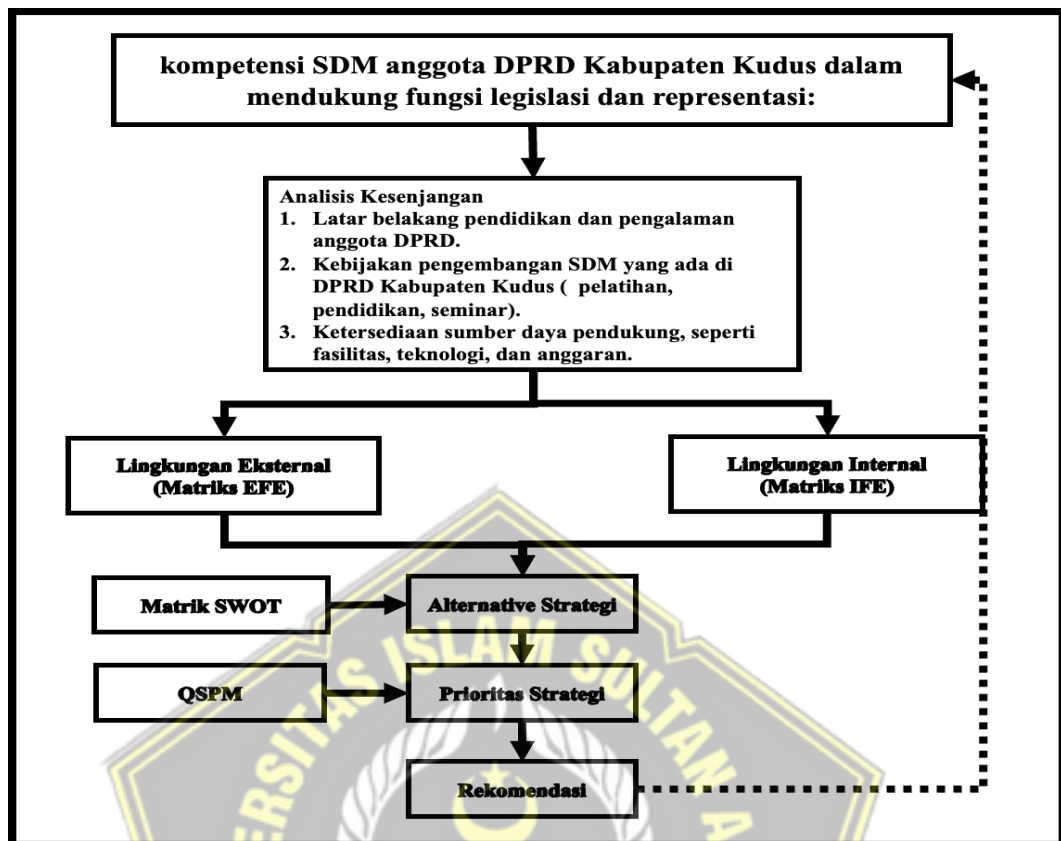 kompetensi SDM anggota DPRD Kabupaten Kudus dalam
mendukung fungsi legislasi dan representasi:
Analisis Kesenjangan
1. Latar belakang pendidikan dan pengalaman
anggota DPRD.
2. Kebijakan pengembangan SDM yang ada di
DPRD Kabupaten Kudus ( pelatihan,
pendidikan, seminar).
3. Ketersediaan sumber daya pendukung, seperti
fasilitas, teknologi, dan anggaran.
Lingkungan Eksternal
(Matriks EFE)
Lingkungan Internal
(Matriks IFE)
Matrik SWOT
Alternative Strategi
QSPM
Prioritas Strategi
Rekomendasi
ERSITAS ISLAM SULTAN A